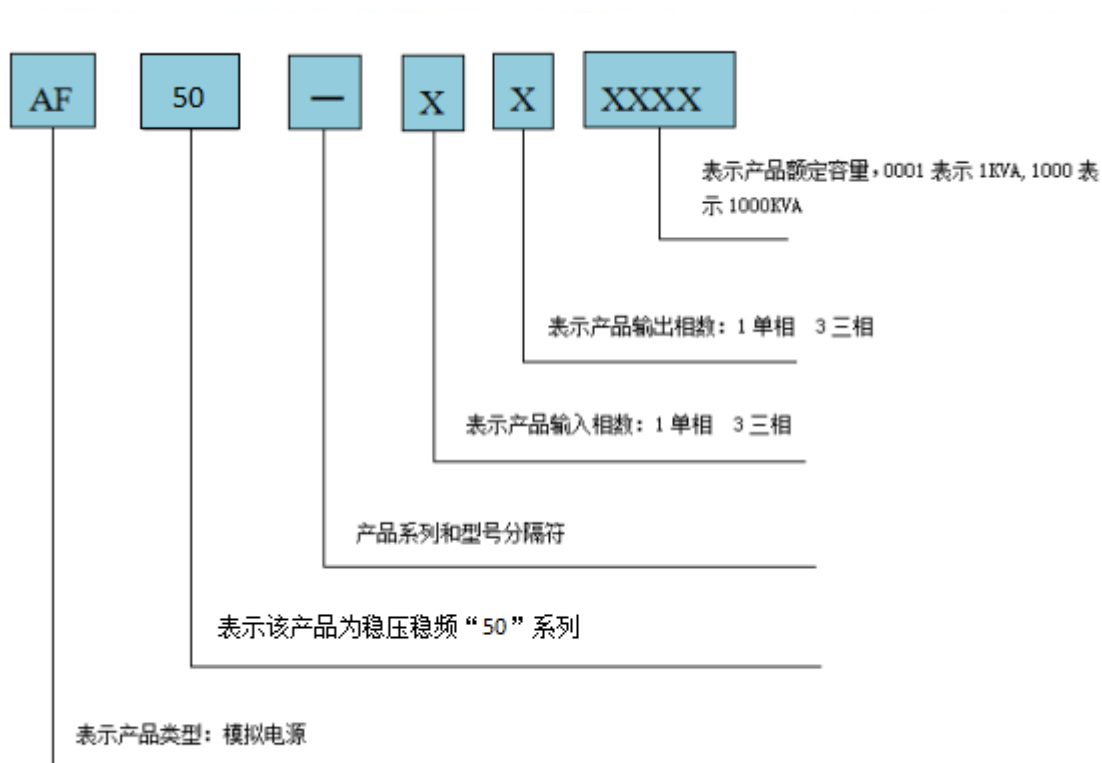 AF 50 — X X XXXX
表示产品额定容量，0001 表示 1KVA, 1000 表
示 1000KVA
表示产品输出相数：1 单相 3 三相
表示产品输入相数：1 单相 3 三相
产品系列和型号分隔符
表示该产品为稳压稳频“50”系列
表示产品类型：模拟电源